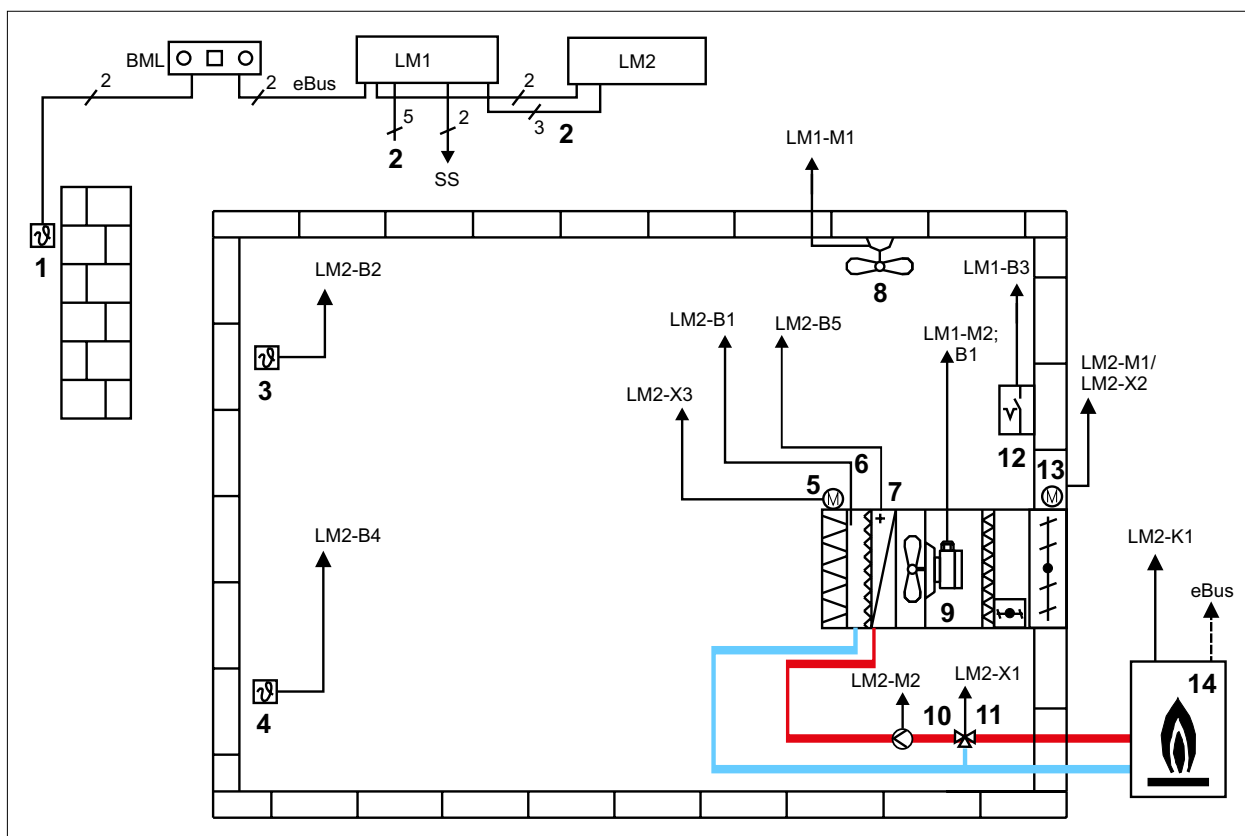 BML
LM1
LM2
2
2
eBus
2
5
2
3
2
2
SS
LM1-M1
1
LM2-B2
8
LM1-B3
LM2-B1
LM2-B5
LM1-M2;
B1
LM2-M1/
LM2-X2
3
LM2-X3
12
6
13
5
M
7
M
+
LM2-B4
LM2-K1
9
eBus
LM2-M2
LM2-X1
14
4
10
11